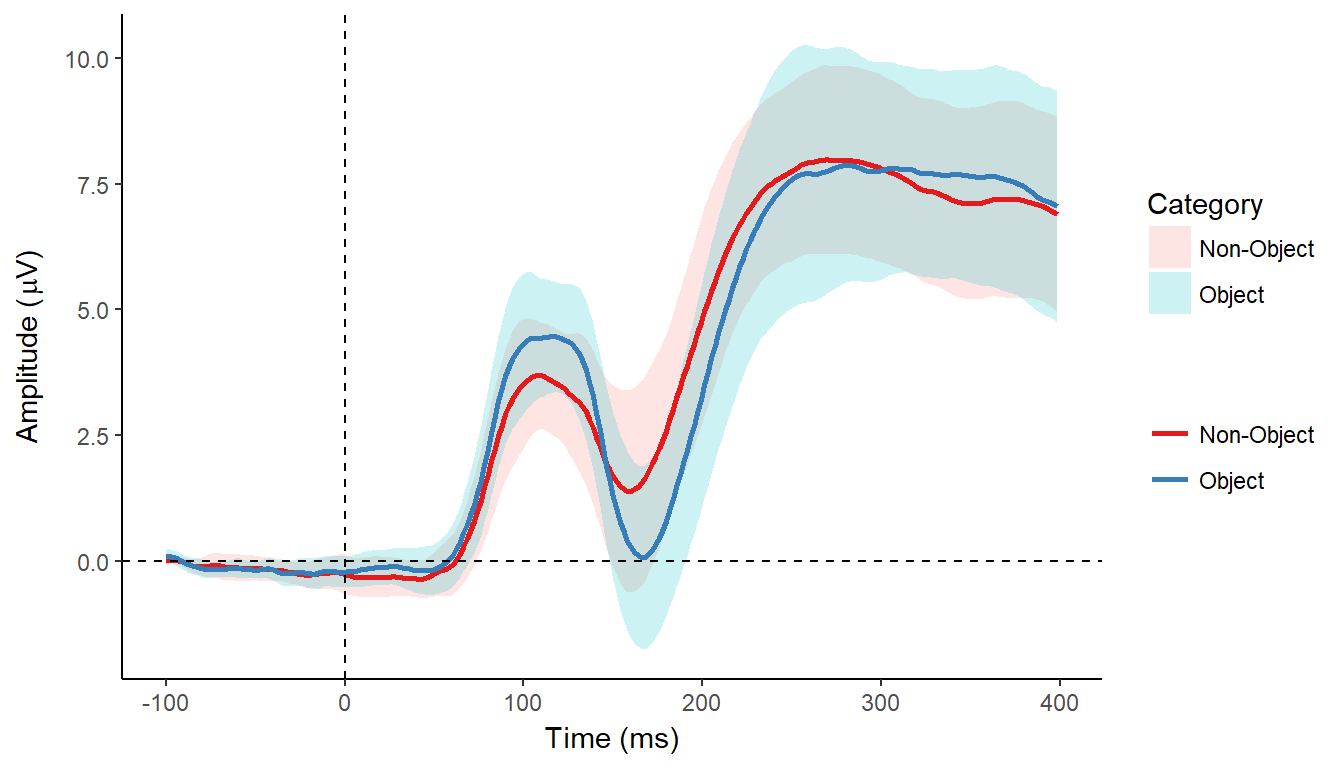 10.0
7.5
5.0
2.5
0.0
Amplitude (μV)
-100 0 100 200 300 400
Time (ms)
Category
Non-Object
Object
Non-Object
Object